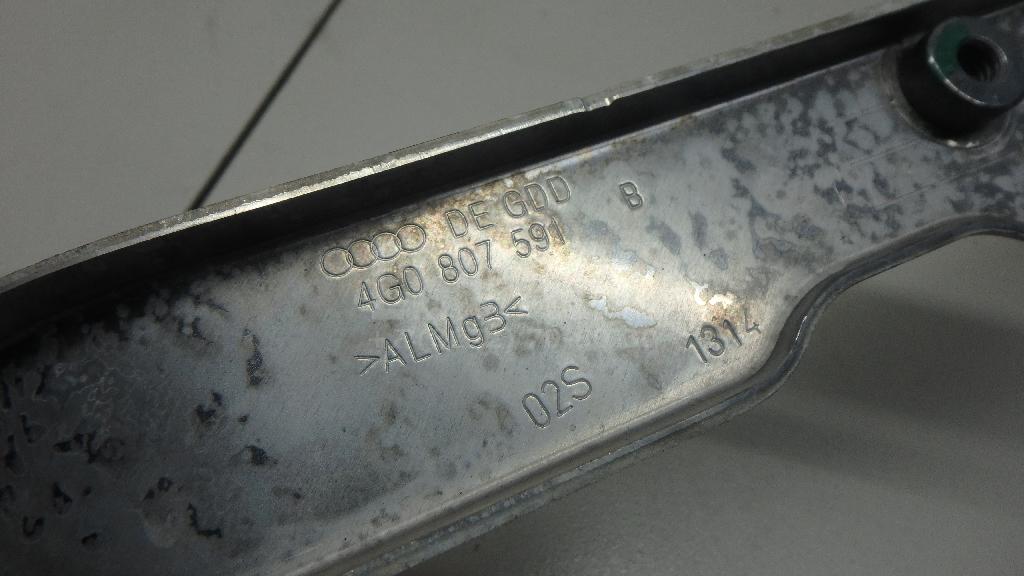 DE GDD B
4G0 807 591
>ALMg3<
02S 1314